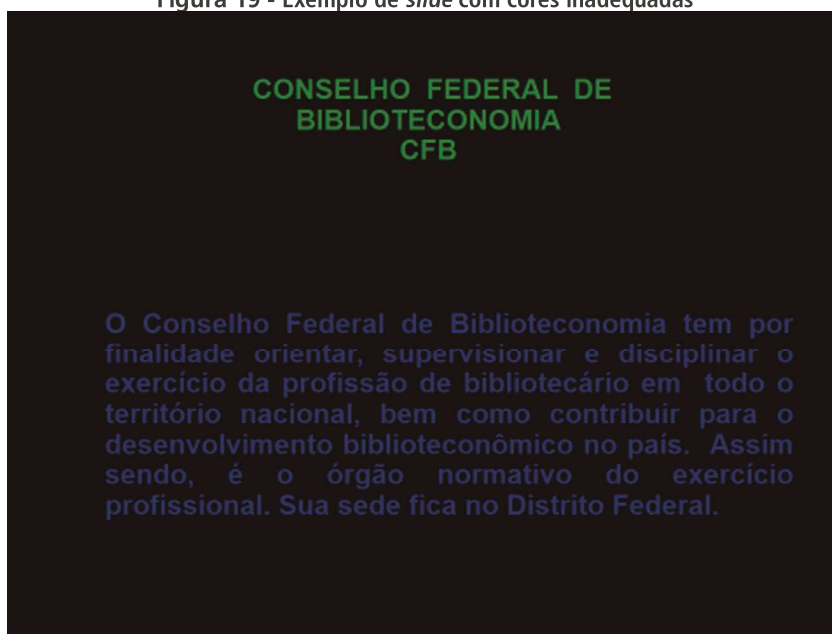 Figura 19 - Exemplo de slide com cores inadequadas
CONSELHO FEDERAL DE
BIBLIOTECONOMIA
CFB
O Conselho Federal de Biblioteconomia tem por
finalidade orientar, supervisionar e disciplinar o
exercício da profissão de bibliotecário em todo o
território nacional, bem como contribuir para o
desenvolvimento biblioteconômico no país. Assim
sendo, é o órgão normativo do exercício
profissional. Sua sede fica no Distrito Federal.